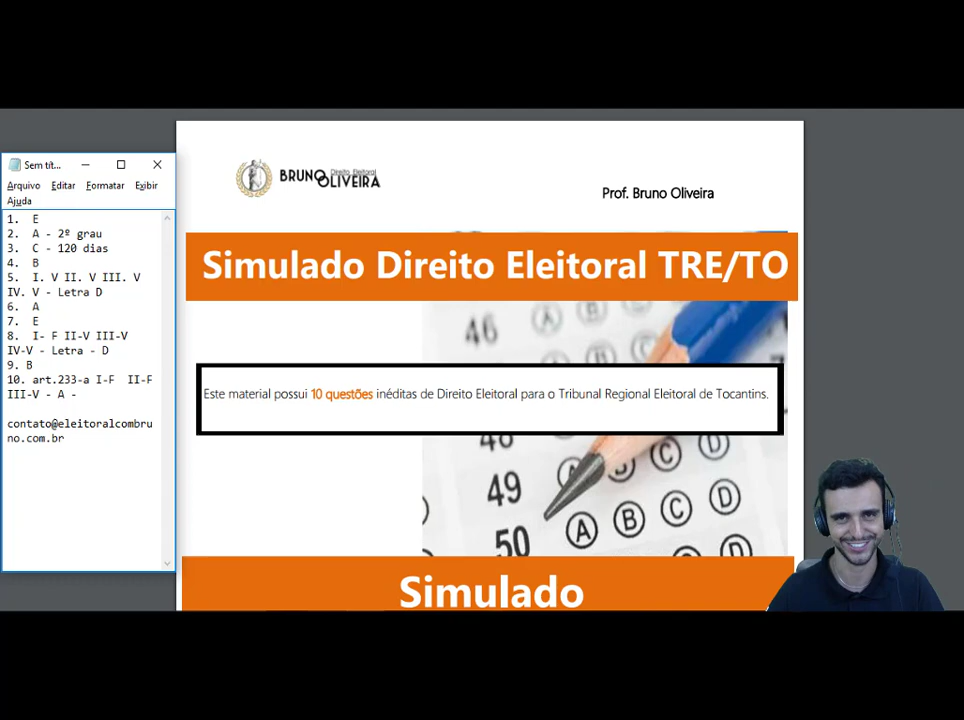 Sem tít...
Arquivo Editar Formatar Exibir
Ajuda
1. E
2. A - 2º grau
3. C - 120 dias
4. B
5. I. V II. V III. V
IV. V - Letra D
6. A
7. E
8. I- F II-V III-V
IV-V - Letra - D
9. B
10. art.233-a I-F II-F
III-V - A -
contato@eleitoralcombru
no.com.br
BRUNO Direito Eleitoral
OLIVEIRA
Prof. Bruno Oliveira
Simulado Direito Eleitoral TRE/TO
46 A B C
Este material possui 10 questões inéditas de Direito Eleitoral para o Tribunal Regional Eleitoral de Tocantins.
48 C D
49 A B C D
50 A B C D
Simulado